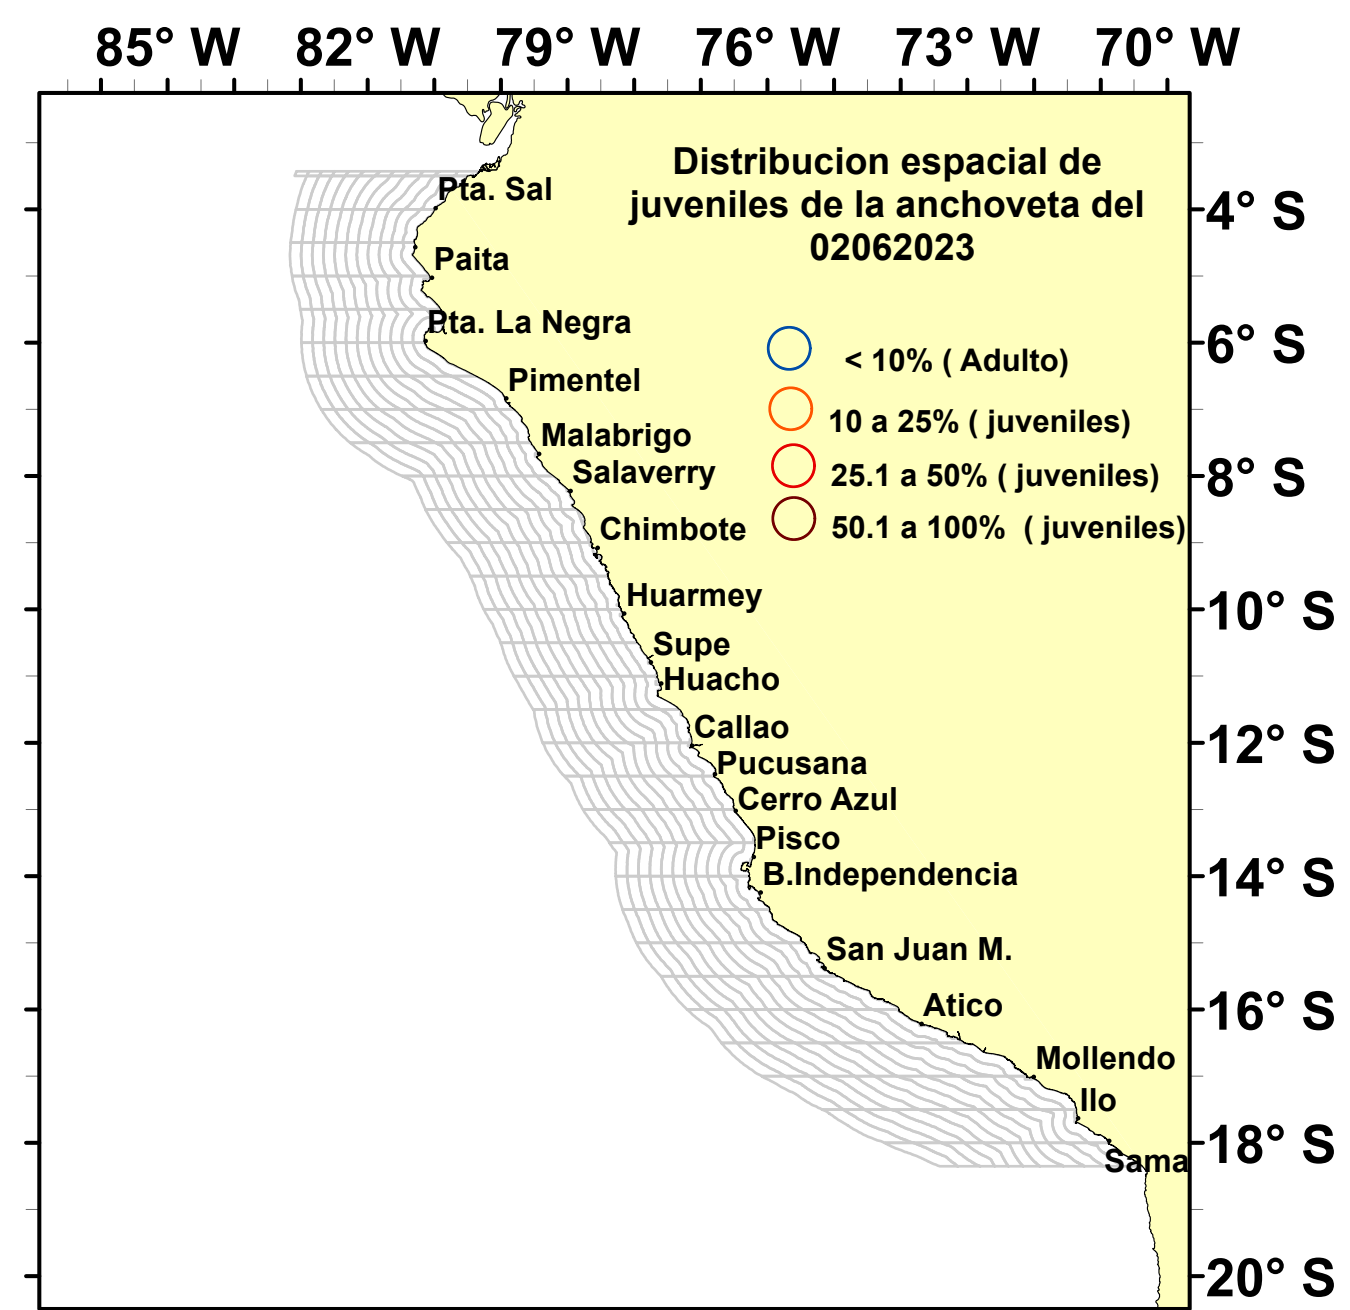 85° W 82° W 79° W 76° W 73° W 70° W
Distribucion espacial de
juveniles de la anchoveta del
02062023
Pta. Sal
4° S
Paita
Pta. La Negra
6° S
< 10% ( Adulto)
Pimentel
10 a 25% ( juveniles)
Malabrigo
Salaverry
25.1 a 50% ( juveniles)
8° S
Chimbote
50.1 a 100% ( juveniles)
Huarmey
10° S
Supe
Huacho
Callao
12° S
Pucusana
Cerro Azul
Pisco
B.Independencia
14° S
San Juan M.
Atico
16° S
Mollendo
Ilo
18° S
Sama
20° S